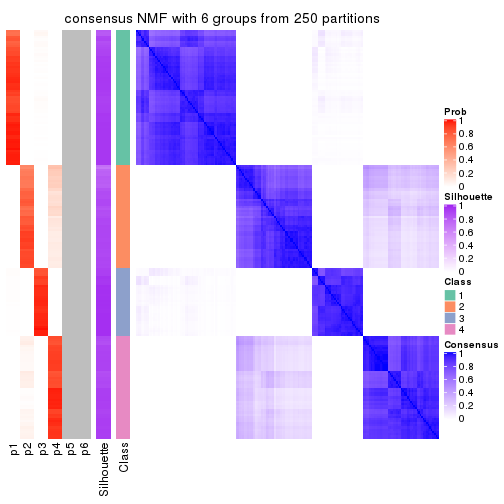 consensus NMF with 6 groups from 250 partitions
Prob
1
0.8
0.6
0.4
0.2
0
Silhouette
1
0.8
0.6
0.4
0.2
0
Class
1
2
3
4
Consensus
1
0.8
0.6
0.4
0.2
0
p1
p2
p3
p4
p5
p6
Silhouette
Class